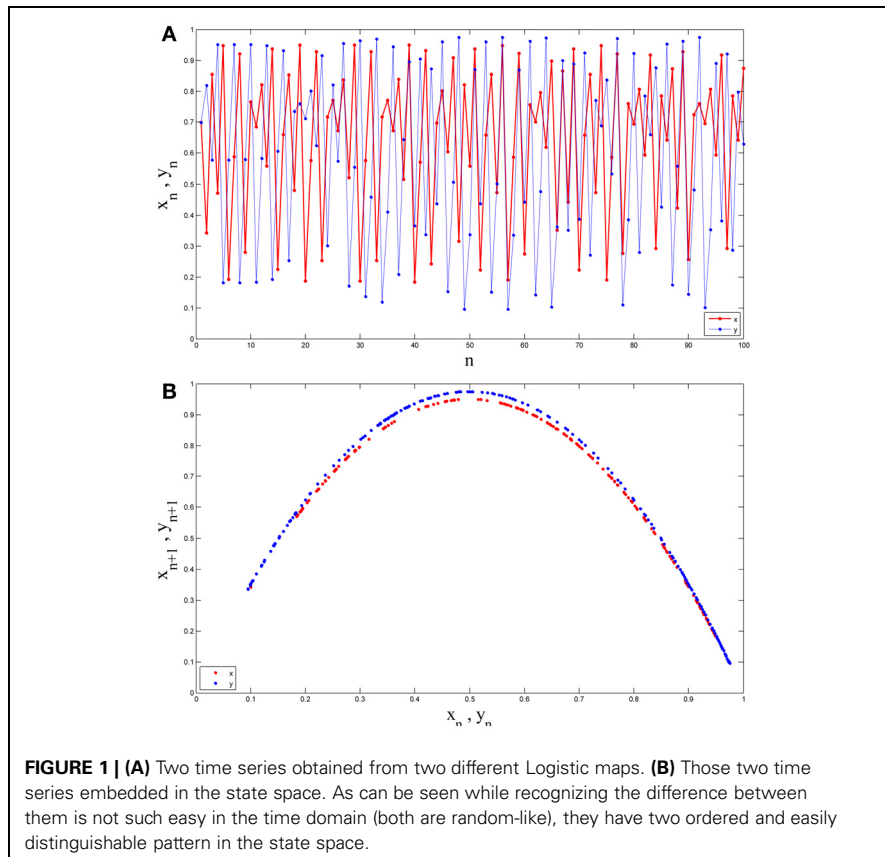 A
1
0.9
0.8
0.7
0.6
0.5
0.4
0.3
0.2
0.1
0
x_n , y_n
0 10 20 30 40 50 60 70 80 90 100
n
x
y
B
1
0.9
0.8
0.7
0.6
0.5
0.4
0.3
0.2
0.1
0
x_{n+1} , y_{n+1}
0 0.1 0.2 0.3 0.4 0.5 0.6 0.7 0.8 0.9 1
x_n , y_n
x
y
FIGURE 1 | (A) Two time series obtained from two different Logistic maps. (B) Those two time
series embedded in the state space. As can be seen while recognizing the difference between
them is not such easy in the time domain (both are random-like), they have two ordered and easily
distinguishable pattern in the state space.